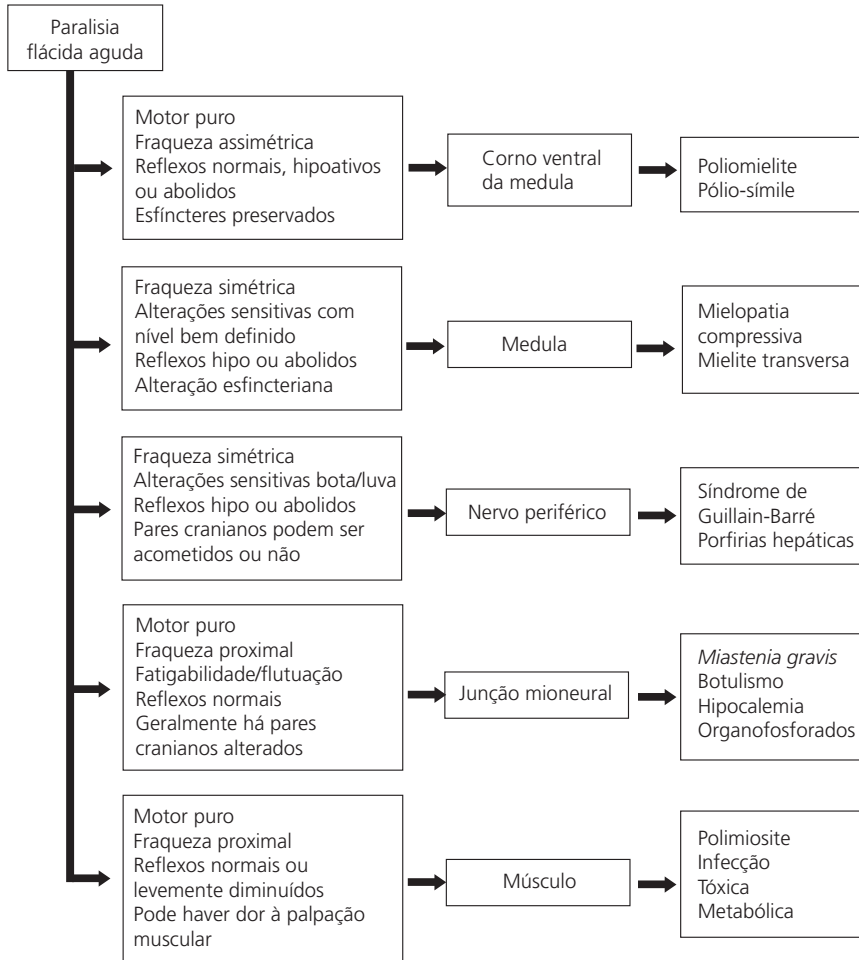 Paralisia
flácida aguda
Motor puro
Fraqueza assimétrica
Reflexos normais, hipoativos
ou abolidos
Esfíncteres preservados
Corno ventral
da medula
Poliomielite
Pólio-símile
Fraqueza simétrica
Alterações sensitivas com
nível bem definido
Reflexos hipo ou abolidos
Alteração esfincteriana
Medula
Mielopatia
compressiva
Mielite transversa
Fraqueza simétrica
Alterações sensitivas bota/luva
Reflexos hipo ou abolidos
Pares cranianos podem ser
acometidos ou não
Nervo periférico
Síndrome de
Guillain-Barré
Porfirias hepáticas
Motor puro
Fraqueza proximal
Fatigabilidade/flutuação
Reflexos normais
Geralmente há pares
cranianos alterados
Junção mioneural
Miastenia gravis
Botulismo
Hipocalemia
Organofosforados
Motor puro
Fraqueza proximal
Reflexos normais ou
levemente diminuídos
Pode haver dor à palpação
muscular
Músculo
Polimiosite
Infecção
Tóxica
Metabólica